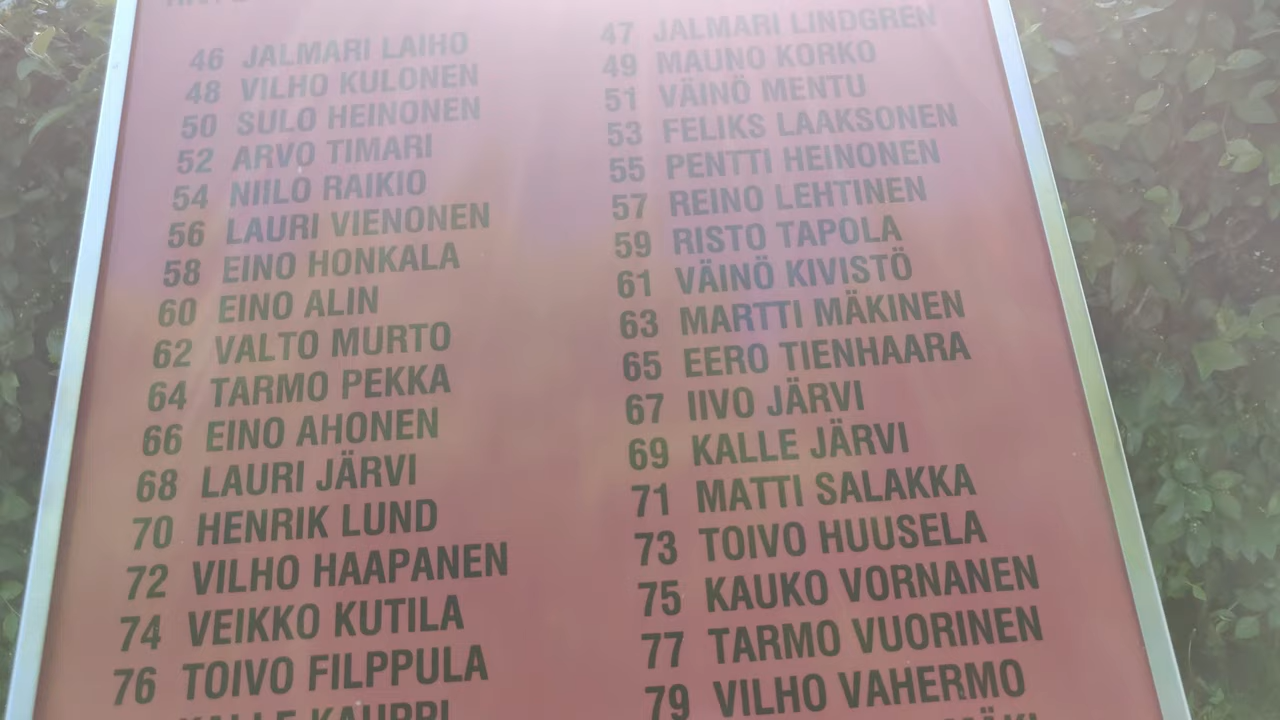 46 JALMARI LAIHO
48 VILHO KULONEN
50 SULO HEINONEN
52 ARVO TIMARI
54 NIILO RAIKIO
56 LAURI VIENONEN
58 EINO HONKALA
60 EINO ALIN
62 VALTO MURTO
64 TARMO PEKKA
66 EINO AHONEN
68 LAURI JÄRVI
70 HENRIK LUND
72 VILHO HAAPANEN
74 VEIKKO KUTILA
76 TOIVO FILPPULA
KALLE KAUPPI
47 JALMARI LINDGREN
49 MAUNO KORKO
51 VÄINÖ MENTU
53 FELIKS LAAKSONEN
55 PENTTI HEINONEN
57 REINO LEHTINEN
59 RISTO TAPOLA
61 VÄINÖ KIVISTÖ
63 MARTTI MÄKINEN
65 EERO TIENHAARA
67 IIVO JÄRVI
69 KALLE JÄRVI
71 MATTI SALAKKA
73 TOIVO HUUSELA
75 KAUKO VORNANEN
77 TARMO VUORINEN
79 VILHO VAHERMO